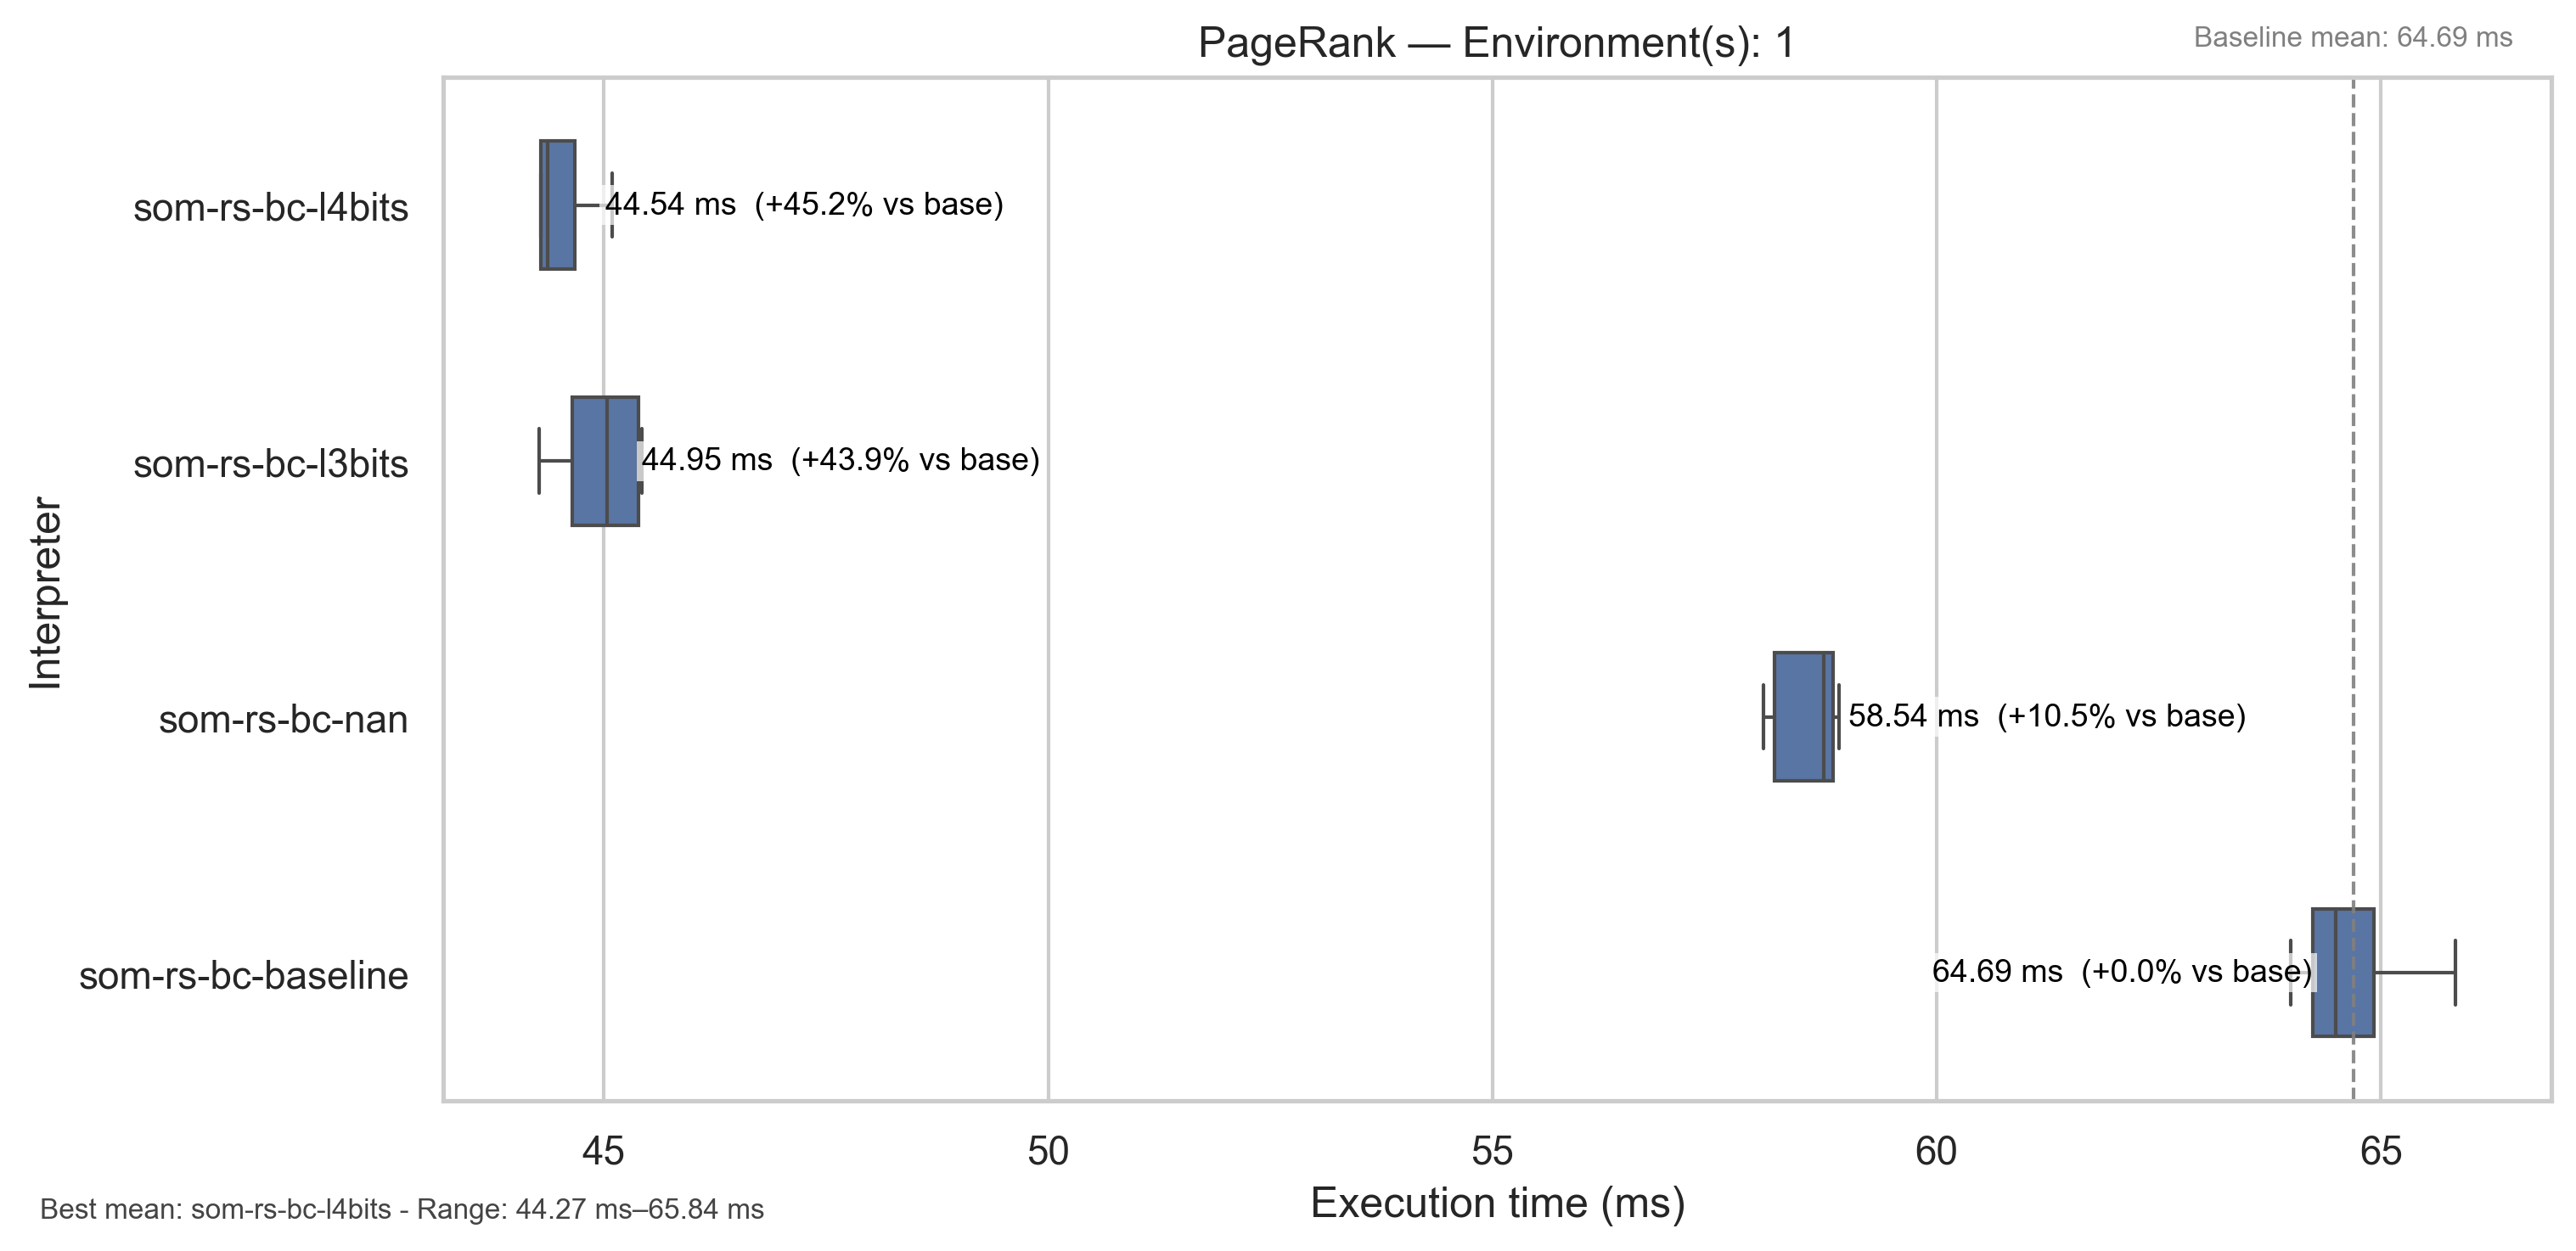 PageRank — Environment(s): 1
Baseline mean: 64.69 ms
Interpreter
som-rs-bc-l4bits
44.54 ms (+45.2% vs base)
som-rs-bc-l3bits
44.95 ms (+43.9% vs base)
som-rs-bc-nan
58.54 ms (+10.5% vs base)
som-rs-bc-baseline
64.69 ms (+0.0% vs base)
45 50 55 60 65
Execution time (ms)
Best mean: som-rs-bc-l4bits - Range: 44.27 ms–65.84 ms